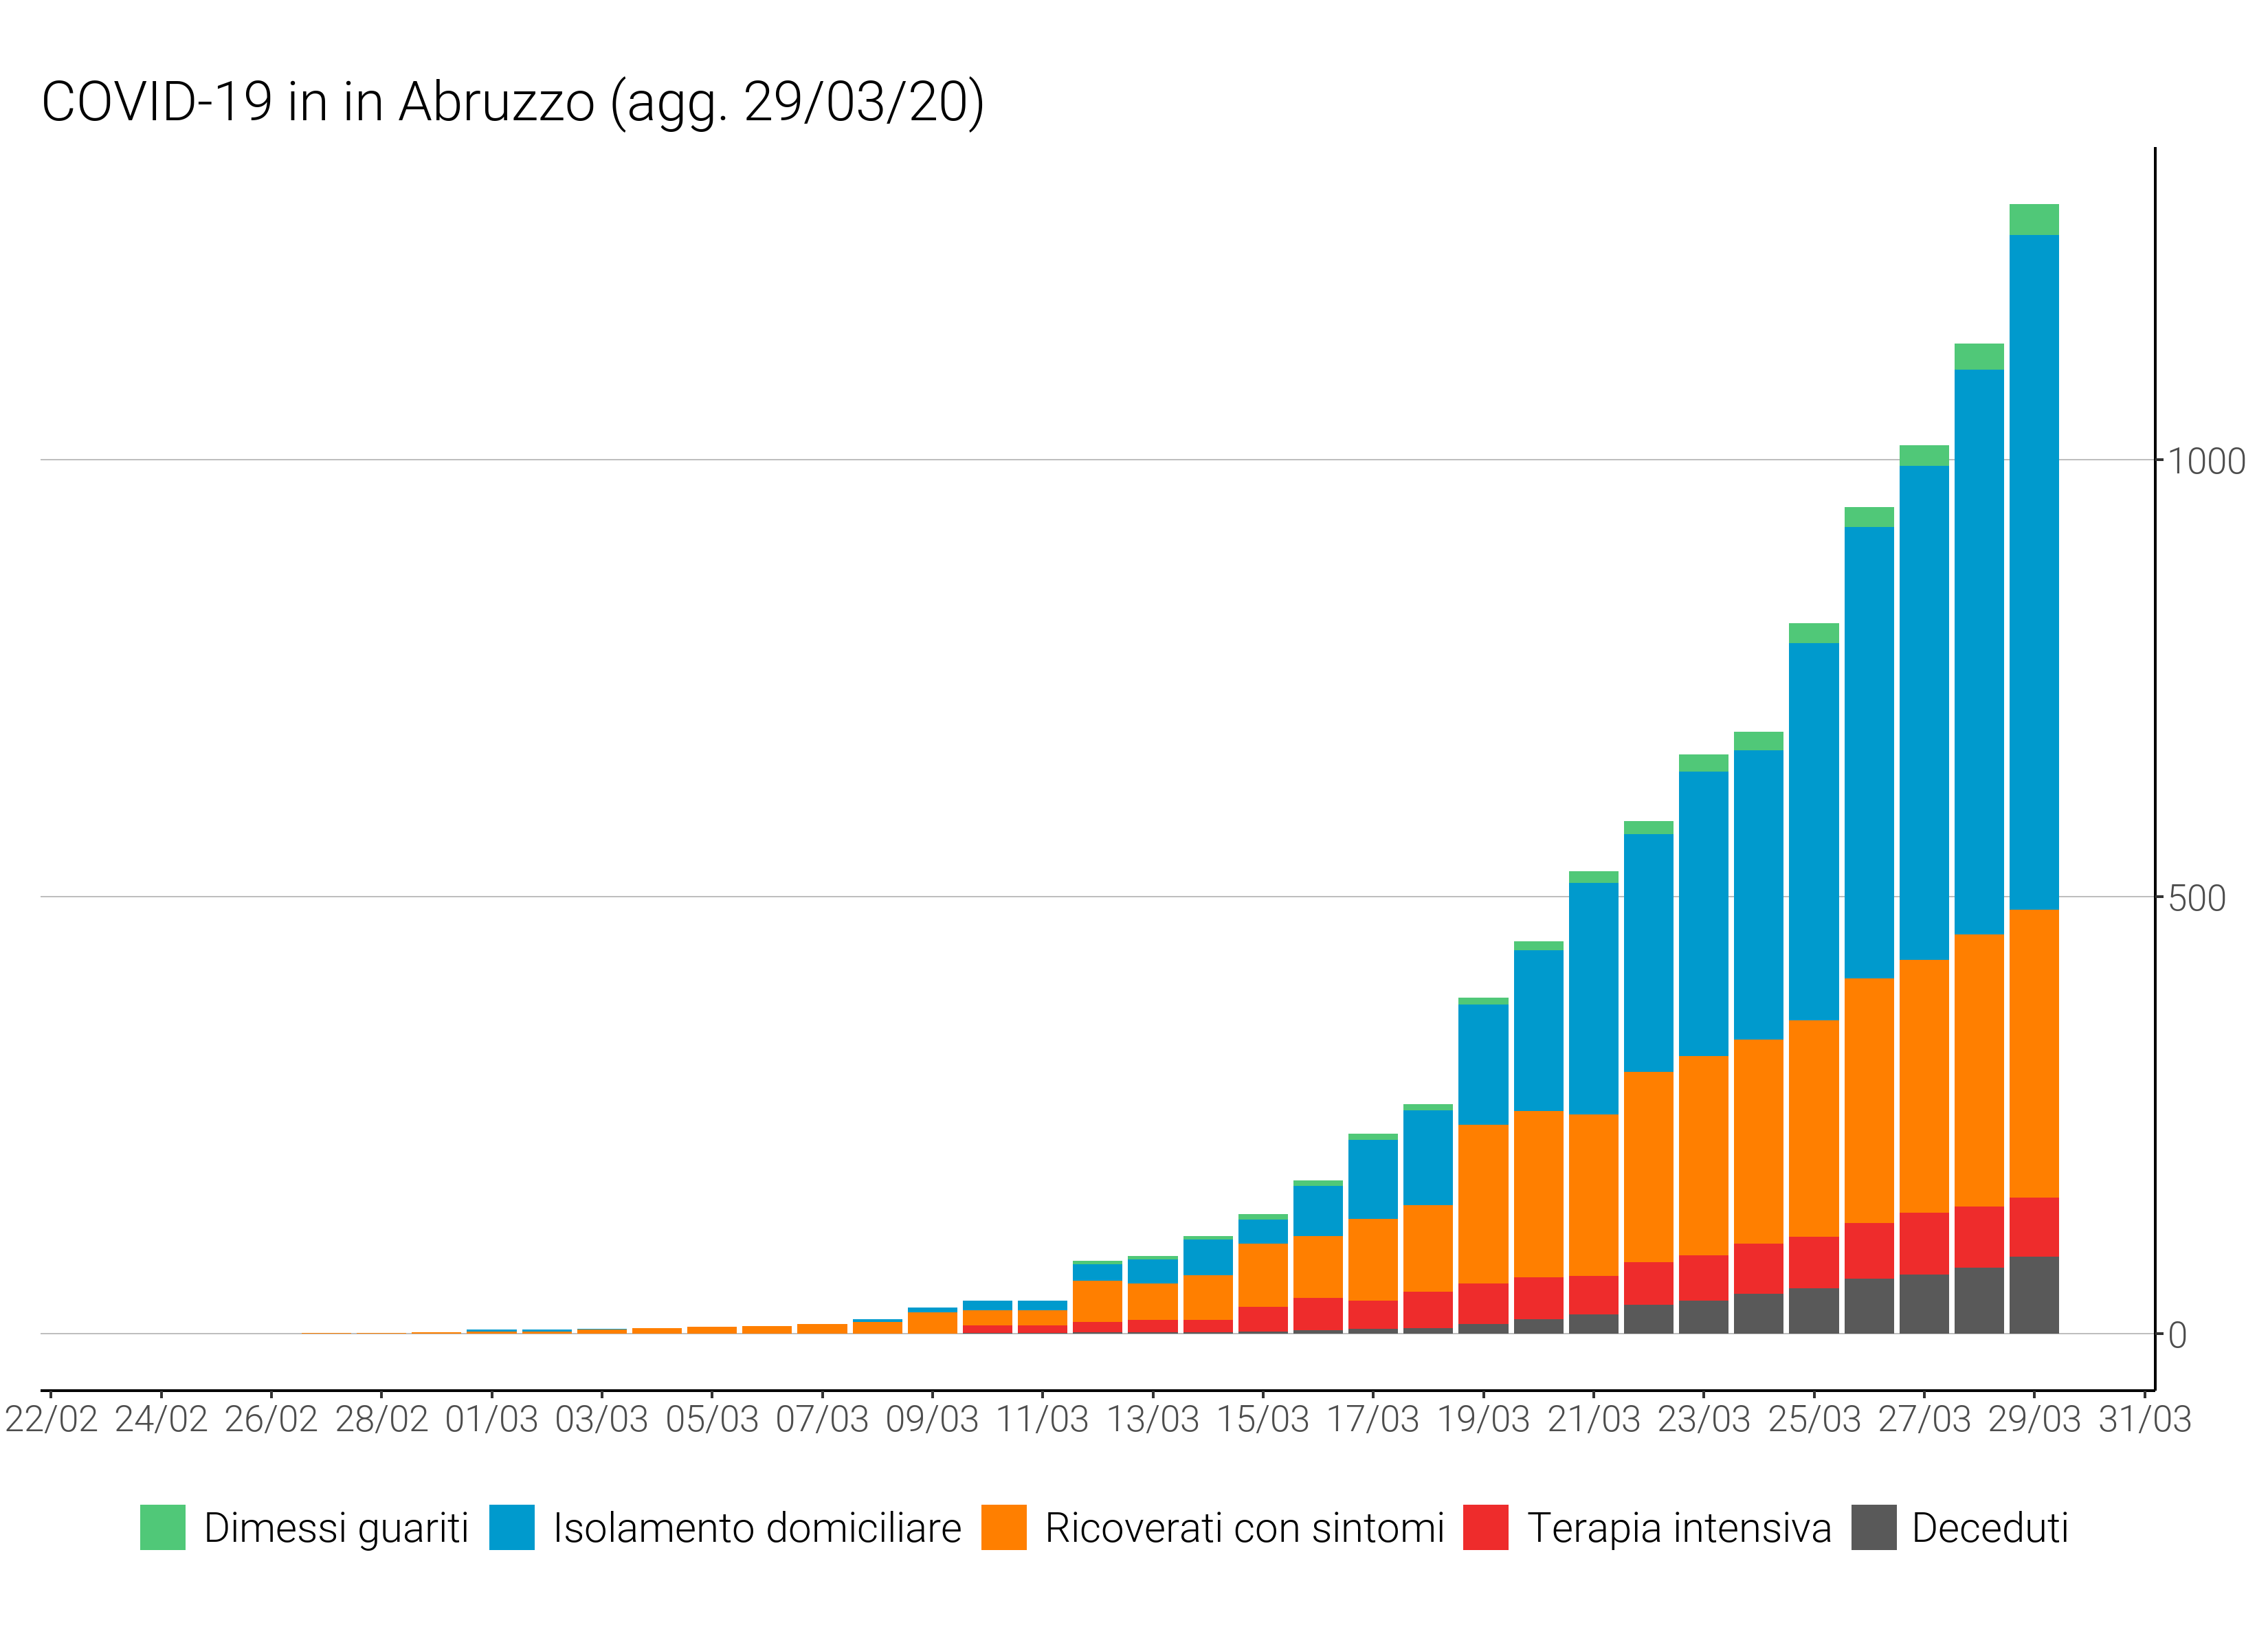 COVID-19 in in Abruzzo (agg. 29/03/20)
1000
500
0
22/02 24/02 26/02 28/02 01/03 03/03 05/03 07/03 09/03 11/03 13/03 15/03 17/03 19/03 21/03 23/03 25/03 27/03 29/03 31/03
Dimessi guariti Isolamento domiciliare Ricoverati con sintomi Terapia intensiva Deceduti